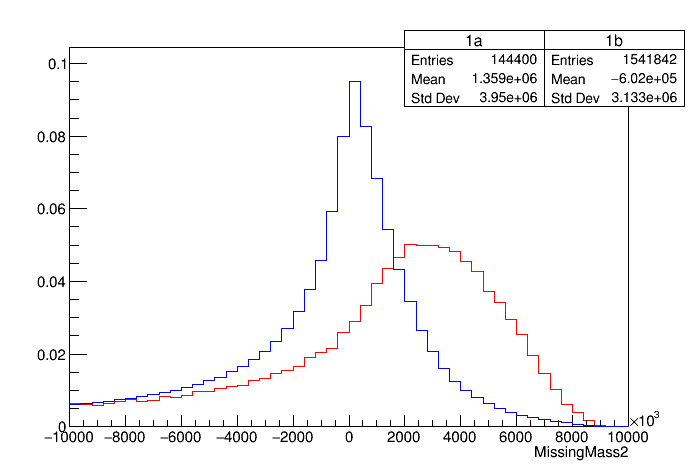 1a 1b
Entries 144400 Entries 1541842
Mean 1.359e+06 Mean −6.02e+05
Std Dev 3.95e+06 Std Dev 3.133e+06
0.1
0.08
0.06
0.04
0.02
0
−10000 −8000 −6000 −4000 −2000 0 2000 4000 6000 8000 10000
×10³
MissingMass2